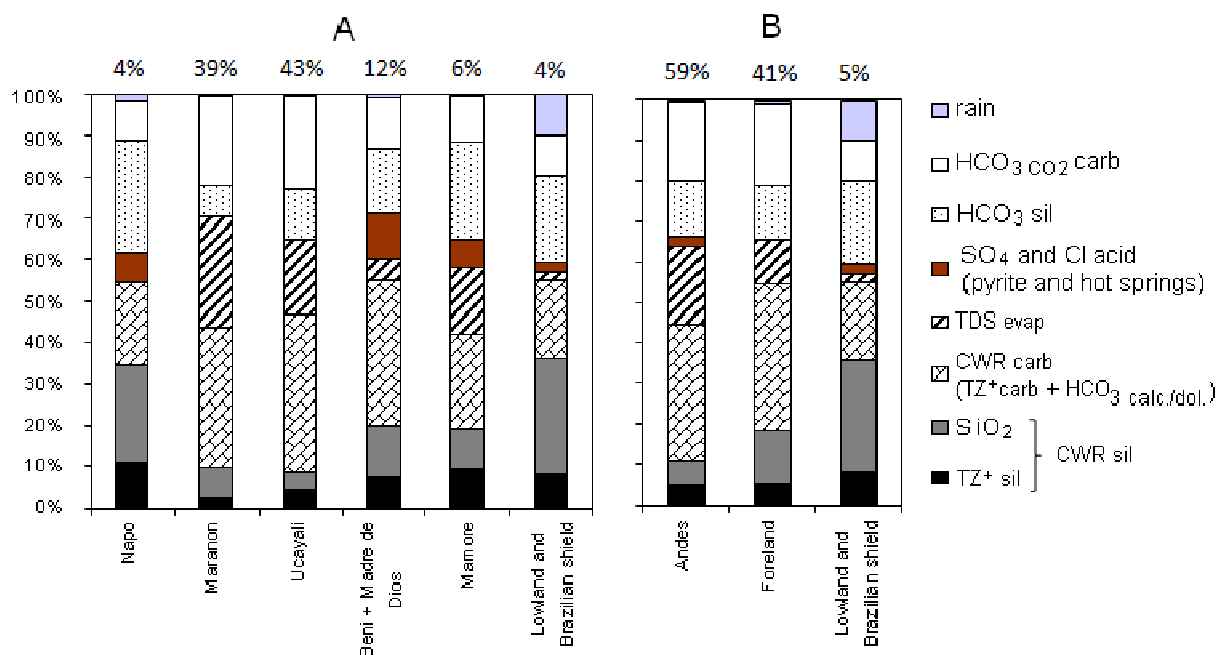 A
B
4%
39%
43%
12%
6%
4%
59%
41%
5%
100%
90%
80%
70%
60%
50%
40%
30%
20%
10%
0%
Napo
Maranon
Ucayali
Beni + Madre de
Dios
Mamore
Lowland and
Brazilian shield
Andes
Foreland
Lowland and
Brazilian shield
rain
HCO3 CO2 carb
HCO3 sil
SO4 and Cl acid
(pyrite and hot springs)
TDS evap
CWR carb
(TZ+carb + HCO3 calc./dol.)
SiO2
CWR sil
TZ+ sil